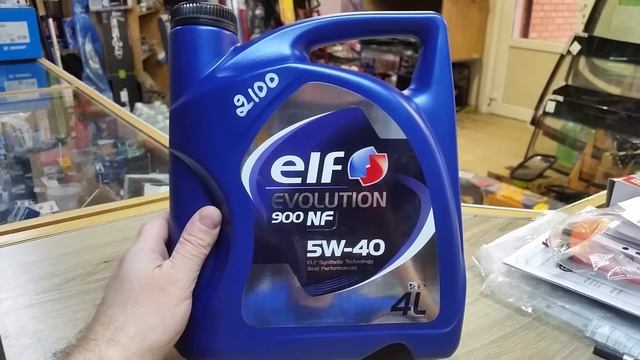 2100
elf
EVOLUTION
900 NF
5W-40
ELF Synthetic Technology
Best Performances
4L